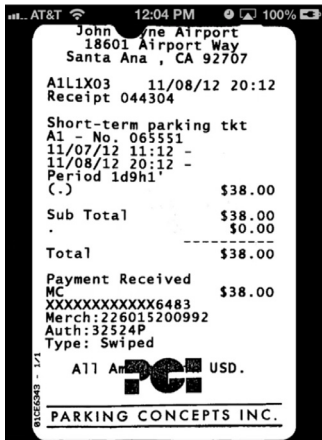 AT&T 12:04 PM 100%
John ne Airport
18601 Airport Way
Santa Ana , CA 92707
A1L1X03 11/08/12 20:12
Receipt 044304
Short-term parking tkt
A1 - No. 065551
11/07/12 11:12 -
11/08/12 20:12 -
Period 1d9h1'
(.) $38.00
Sub Total $38.00
. $0.00
Total $38.00
Payment Received
MC $38.00
XXXXXXXXXXXX6483
Merch:226015200992
Auth:32524P
Type: Swiped
All Am USD.
PCI
PARKING CONCEPTS INC.
01CE6343 - 1/1